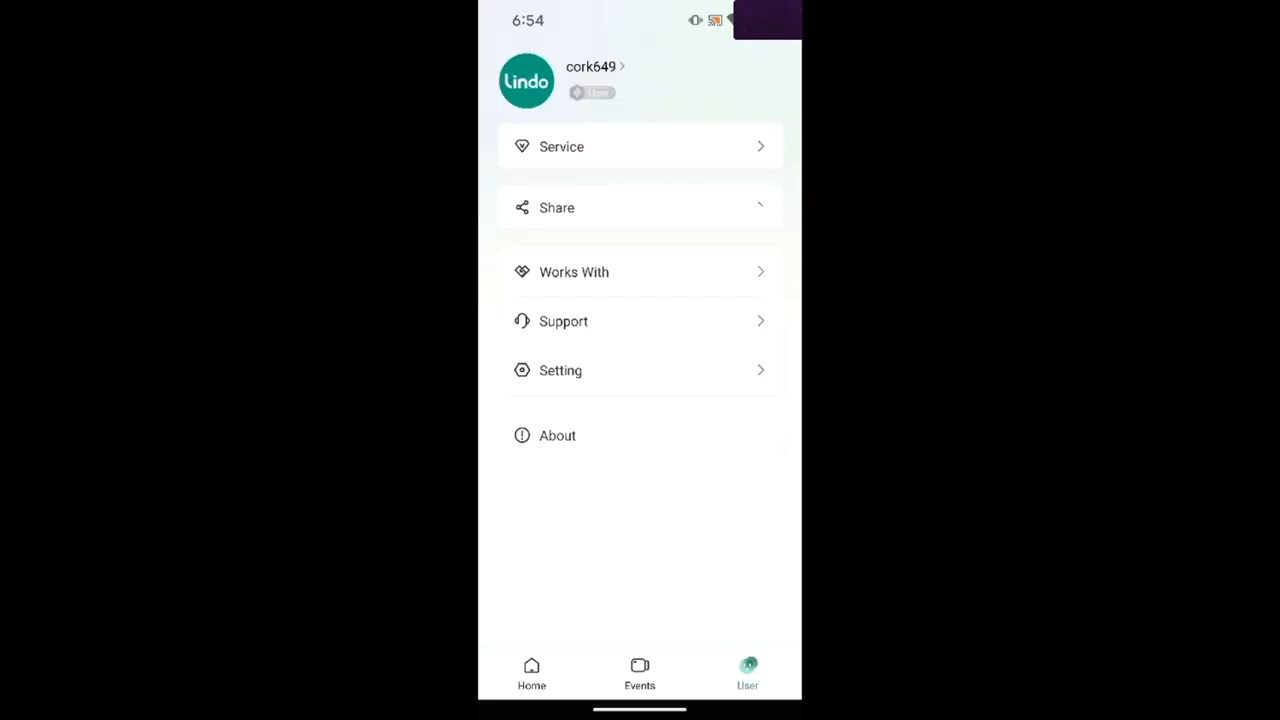 6:54
Lindo
cork649
Service
Share
Works With
Support
Setting
About
Home
Events
User